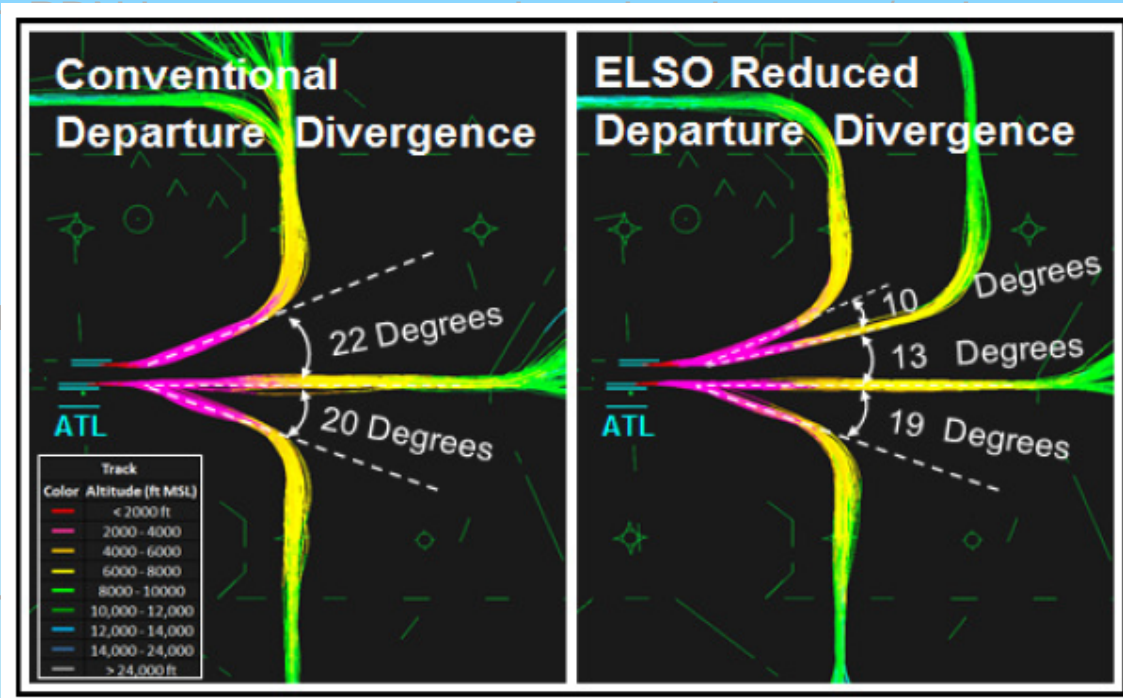 Conventional
Departure Divergence
22 Degrees
20 Degrees
ATL
Track
Color Altitude (ft MSL)
< 2000 ft
2000 - 4000
4000 - 6000
6000 - 8000
8000 - 10000
10,000 - 12,000
12,000 - 14,000
14,000 - 24,000
> 24,000 ft
ELSO Reduced
Departure Divergence
10 Degrees
13 Degrees
19 Degrees
ATL